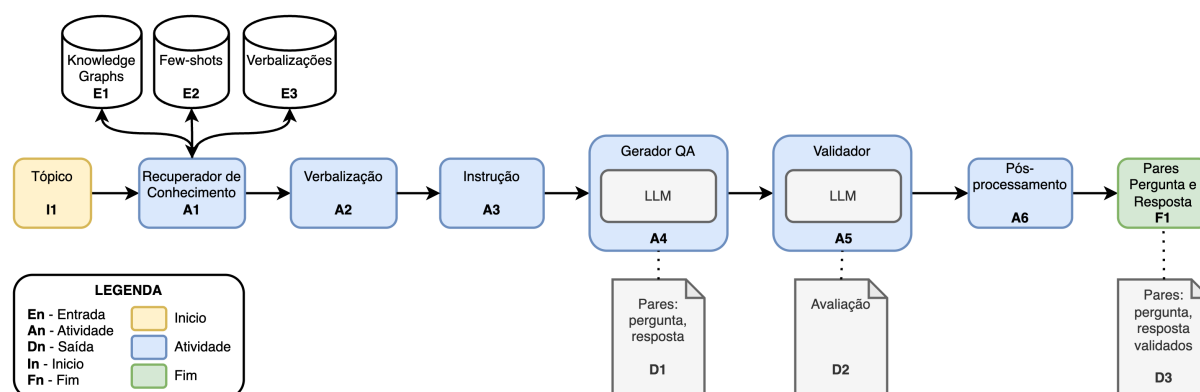 Knowledge
Graphs
E1
Few-shots
E2
Verbalizações
E3
Tópico
I1
Recuperador de
Conhecimento
A1
Verbalização
A2
Instrução
A3
Gerador QA
LLM
A4
Validador
LLM
A5
Pós-
processamento
A6
Pares
Pergunta e
Resposta
F1
LEGENDA
En - Entrada
An - Atividade
Dn - Saída
In - Inicio
Fn - Fim
Inicio
Atividade
Fim
Pares:
pergunta,
resposta
D1
Avaliação
D2
Pares:
pergunta,
resposta
validados
D3